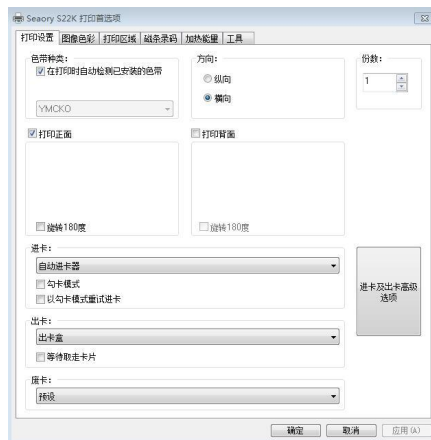 Seaory S22K 打印首选项
打印设置 图像色彩 打印区域 磁条录码 加热能量 工具
色带种类:
在打印时自动检测已安装的色带
YMCKO
方向:
纵向
横向
份数:
1
打印正面
旋转180度
打印背面
旋转180度
进卡:
自动进卡器
勾卡模式
以勾卡模式重试进卡
进卡及出卡高级
选项
出卡:
出卡盒
等待取走卡片
废卡:
预设
确定 取消 应用(A)